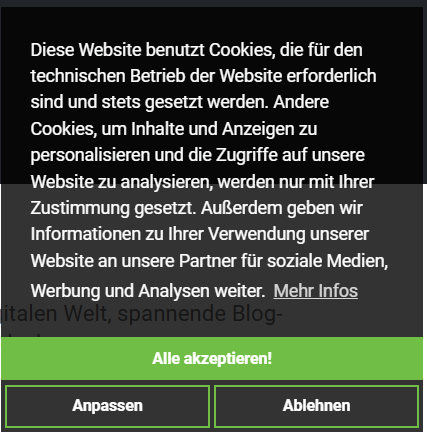 Diese Website benutzt Cookies, die für den
technischen Betrieb der Website erforderlich
sind und stets gesetzt werden. Andere
Cookies, um Inhalte und Anzeigen zu
personalisieren und die Zugriffe auf unsere
Website zu analysieren, werden nur mit Ihrer
Zustimmung gesetzt. Außerdem geben wir
Informationen zu Ihrer Verwendung unserer
Website an unsere Partner für soziale Medien,
Werbung und Analysen weiter. Mehr Infos
gitalen Welt, spannende Blog-
Alle akzeptieren!
Anpassen Ablehnen